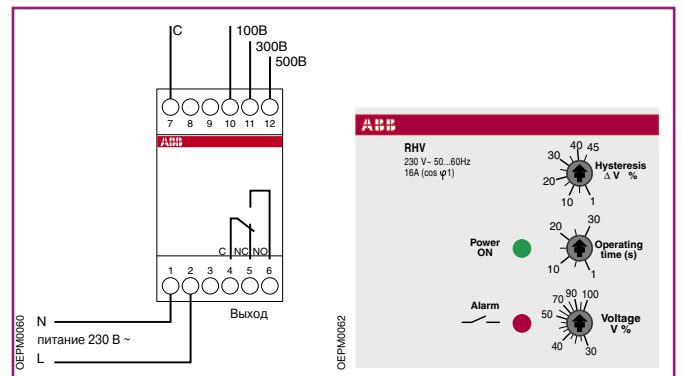 C
100В
300В
500В
7 8 9 10 11 12
ABB
C NC NO
1 2 3 4 5 6
Выход
N
питание 230 В ~
L
OEPM0060
ABB
RHV
230 V~ 50...60Hz
16A (cos φ1)
40 45
30
20
10 1
Hysteresis
Δ V %
Power
ON
20 30
10 1
Operating
time (s)
Alarm
70 90 100
50
40 30
Voltage
V %
OEPM0062